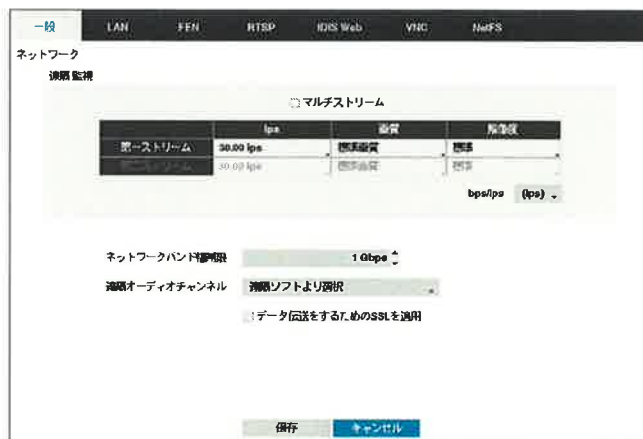 一般 LAN FEN RTSP IDIS Web VNC NetFS
ネットワーク
遠隔監視
マルチストリーム
ips 画質 解像度
第一ストリーム 30.00 ips 標準画質 標準
第二ストリーム 30.00 ips 標準画質 標準
bps/ips (ips)
ネットワークバンド幅制限 1 Gbps
遠隔オーディオチャンネル 遠隔ソフトより選択
データ伝送をするためのSSLを適用
保存 キャンセル